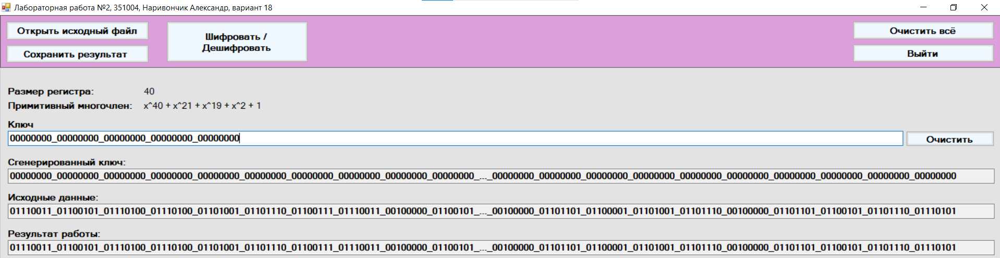 Лабораторная работа №2, 351004, Наривончик Александр, вариант 18
Открыть исходный файл
Сохранить результат
Шифровать /
Дешифровать
Очистить всё
Выйти
Размер регистра: 40
Примитивный многочлен: x^40 + x^21 + x^19 + x^2 + 1
Ключ
00000000_00000000_00000000_00000000_00000000
Очистить
Сгенерированный ключ:
00000000_00000000_00000000_00000000_00000000_00000000_00000000_00000000_00000000_00000000_..._00000000_00000000_00000000_00000000_00000000_00000000_00000000_00000000_00000000_00000000
Исходные данные:
01110011_01100101_01110100_01110100_01101001_01101110_01100111_01110011_00100000_01100101_..._00100000_01101101_01100001_01101001_01101110_00100000_01101101_01100101_01101110_01110101
Результат работы:
01110011_01100101_01110100_01110100_01101001_01101110_01100111_01110011_00100000_01100101_..._00100000_01101101_01100001_01101001_01101110_00100000_01101101_01100101_01101110_01110101